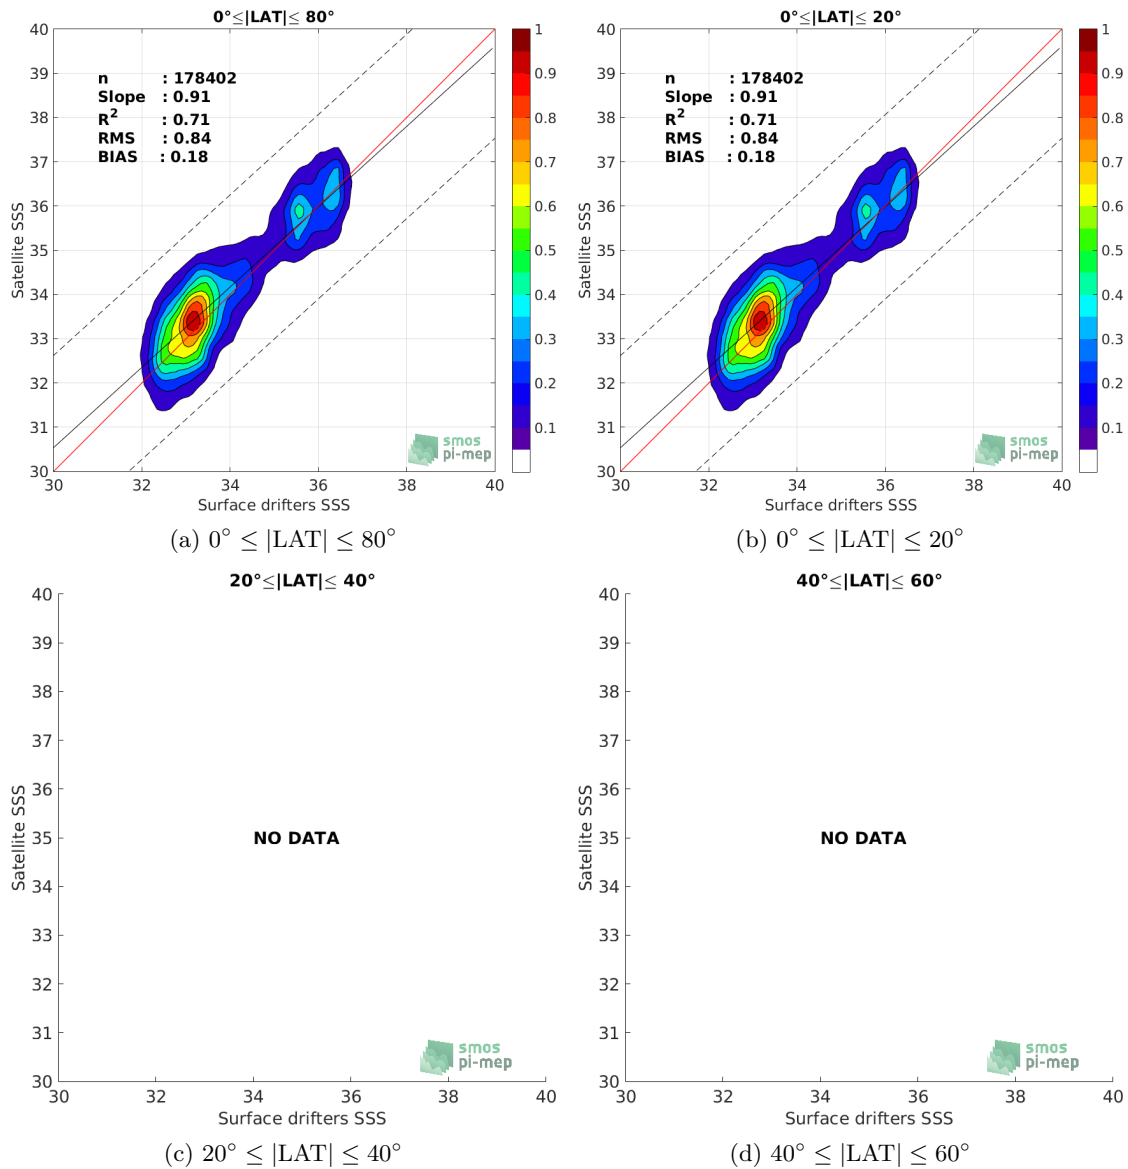 0°≤|LAT|≤ 80°
40
39
38
37
36
35
34
33
32
31
30
Satellite SSS
n : 178402
Slope : 0.91
R² : 0.71
RMS : 0.84
BIAS : 0.18
smos
pi-mep
30 32 34 36 38 40
Surface drifters SSS
1
0.9
0.8
0.7
0.6
0.5
0.4
0.3
0.2
0.1
(a) 0° ≤ |LAT| ≤ 80°
0°≤|LAT|≤ 20°
40
39
38
37
36
35
34
33
32
31
30
Satellite SSS
n : 178402
Slope : 0.91
R² : 0.71
RMS : 0.84
BIAS : 0.18
smos
pi-mep
30 32 34 36 38 40
Surface drifters SSS
1
0.9
0.8
0.7
0.6
0.5
0.4
0.3
0.2
0.1
(b) 0° ≤ |LAT| ≤ 20°
20°≤|LAT|≤ 40°
40
39
38
37
36
35
34
33
32
31
30
Satellite SSS
NO DATA
smos
pi-mep
30 32 34 36 38 40
Surface drifters SSS
(c) 20° ≤ |LAT| ≤ 40°
40°≤|LAT|≤ 60°
40
39
38
37
36
35
34
33
32
31
30
Satellite SSS
NO DATA
smos
pi-mep
30 32 34 36 38 40
Surface drifters SSS
(d) 40° ≤ |LAT| ≤ 60°